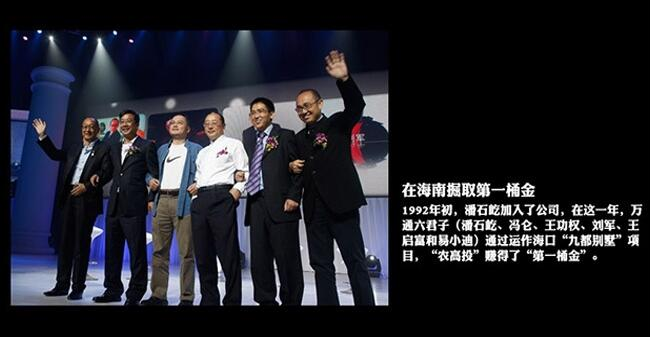 在海南掘取第一桶金
1992年初，潘石屹加入了公司，在这一年，万
通六君子（潘石屹、冯仑、王功权、刘军、王
启富和易小迪）通过运作海口“九都别墅”项
目，“农高投”赚得了“第一桶金”。